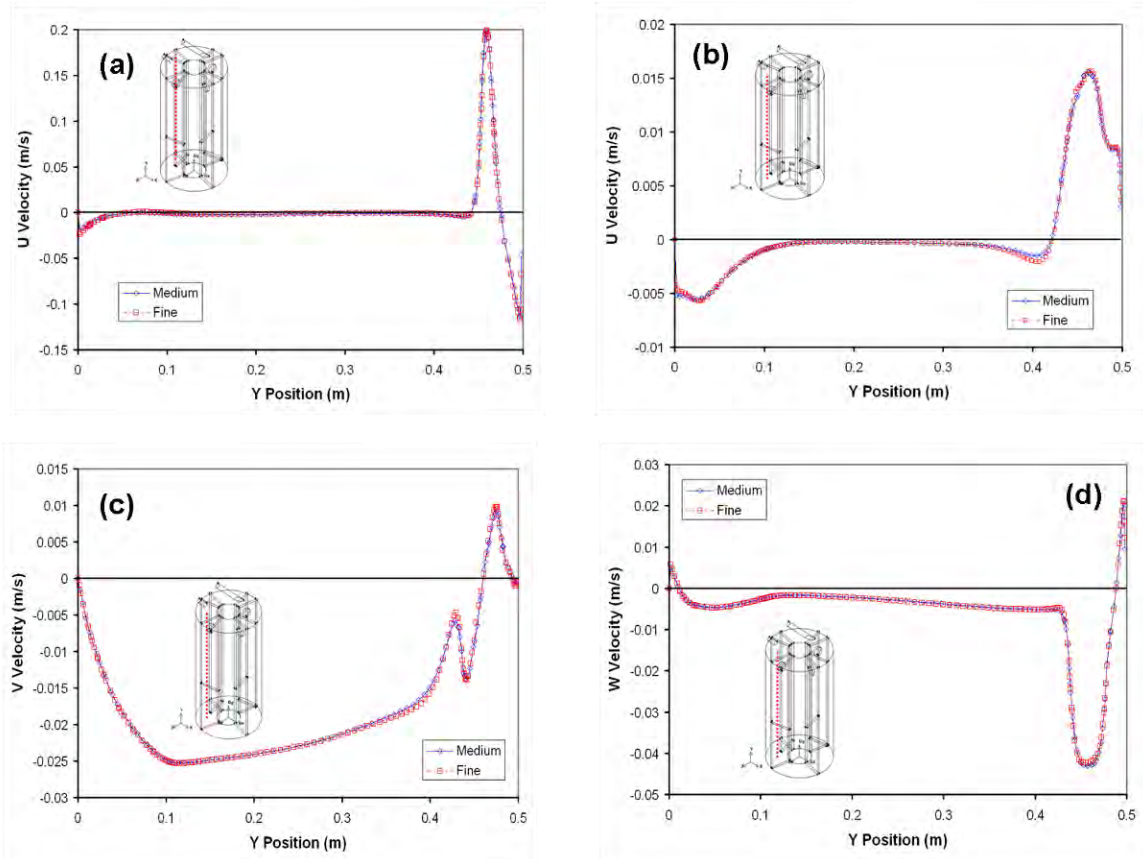 (a)
U Velocity (m/s)
0.2
0.15
0.1
0.05
0
-0.05
-0.1
-0.15
0
0.1
0.2
0.3
0.4
0.5
Y Position (m)
Medium
Fine
(b)
U Velocity (m/s)
0.02
0.015
0.01
0.005
0
-0.005
-0.01
0
0.1
0.2
0.3
0.4
0.5
Y Position (m)
Medium
Fine
(c)
V Velocity (m/s)
0.015
0.01
0.005
0
-0.005
-0.01
-0.015
-0.02
-0.025
-0.03
0
0.1
0.2
0.3
0.4
0.5
Y Position (m)
Medium
Fine
(d)
W Velocity (m/s)
0.03
0.02
0.01
0
-0.01
-0.02
-0.03
-0.04
-0.05
0
0.1
0.2
0.3
0.4
0.5
Y Position (m)
Medium
Fine